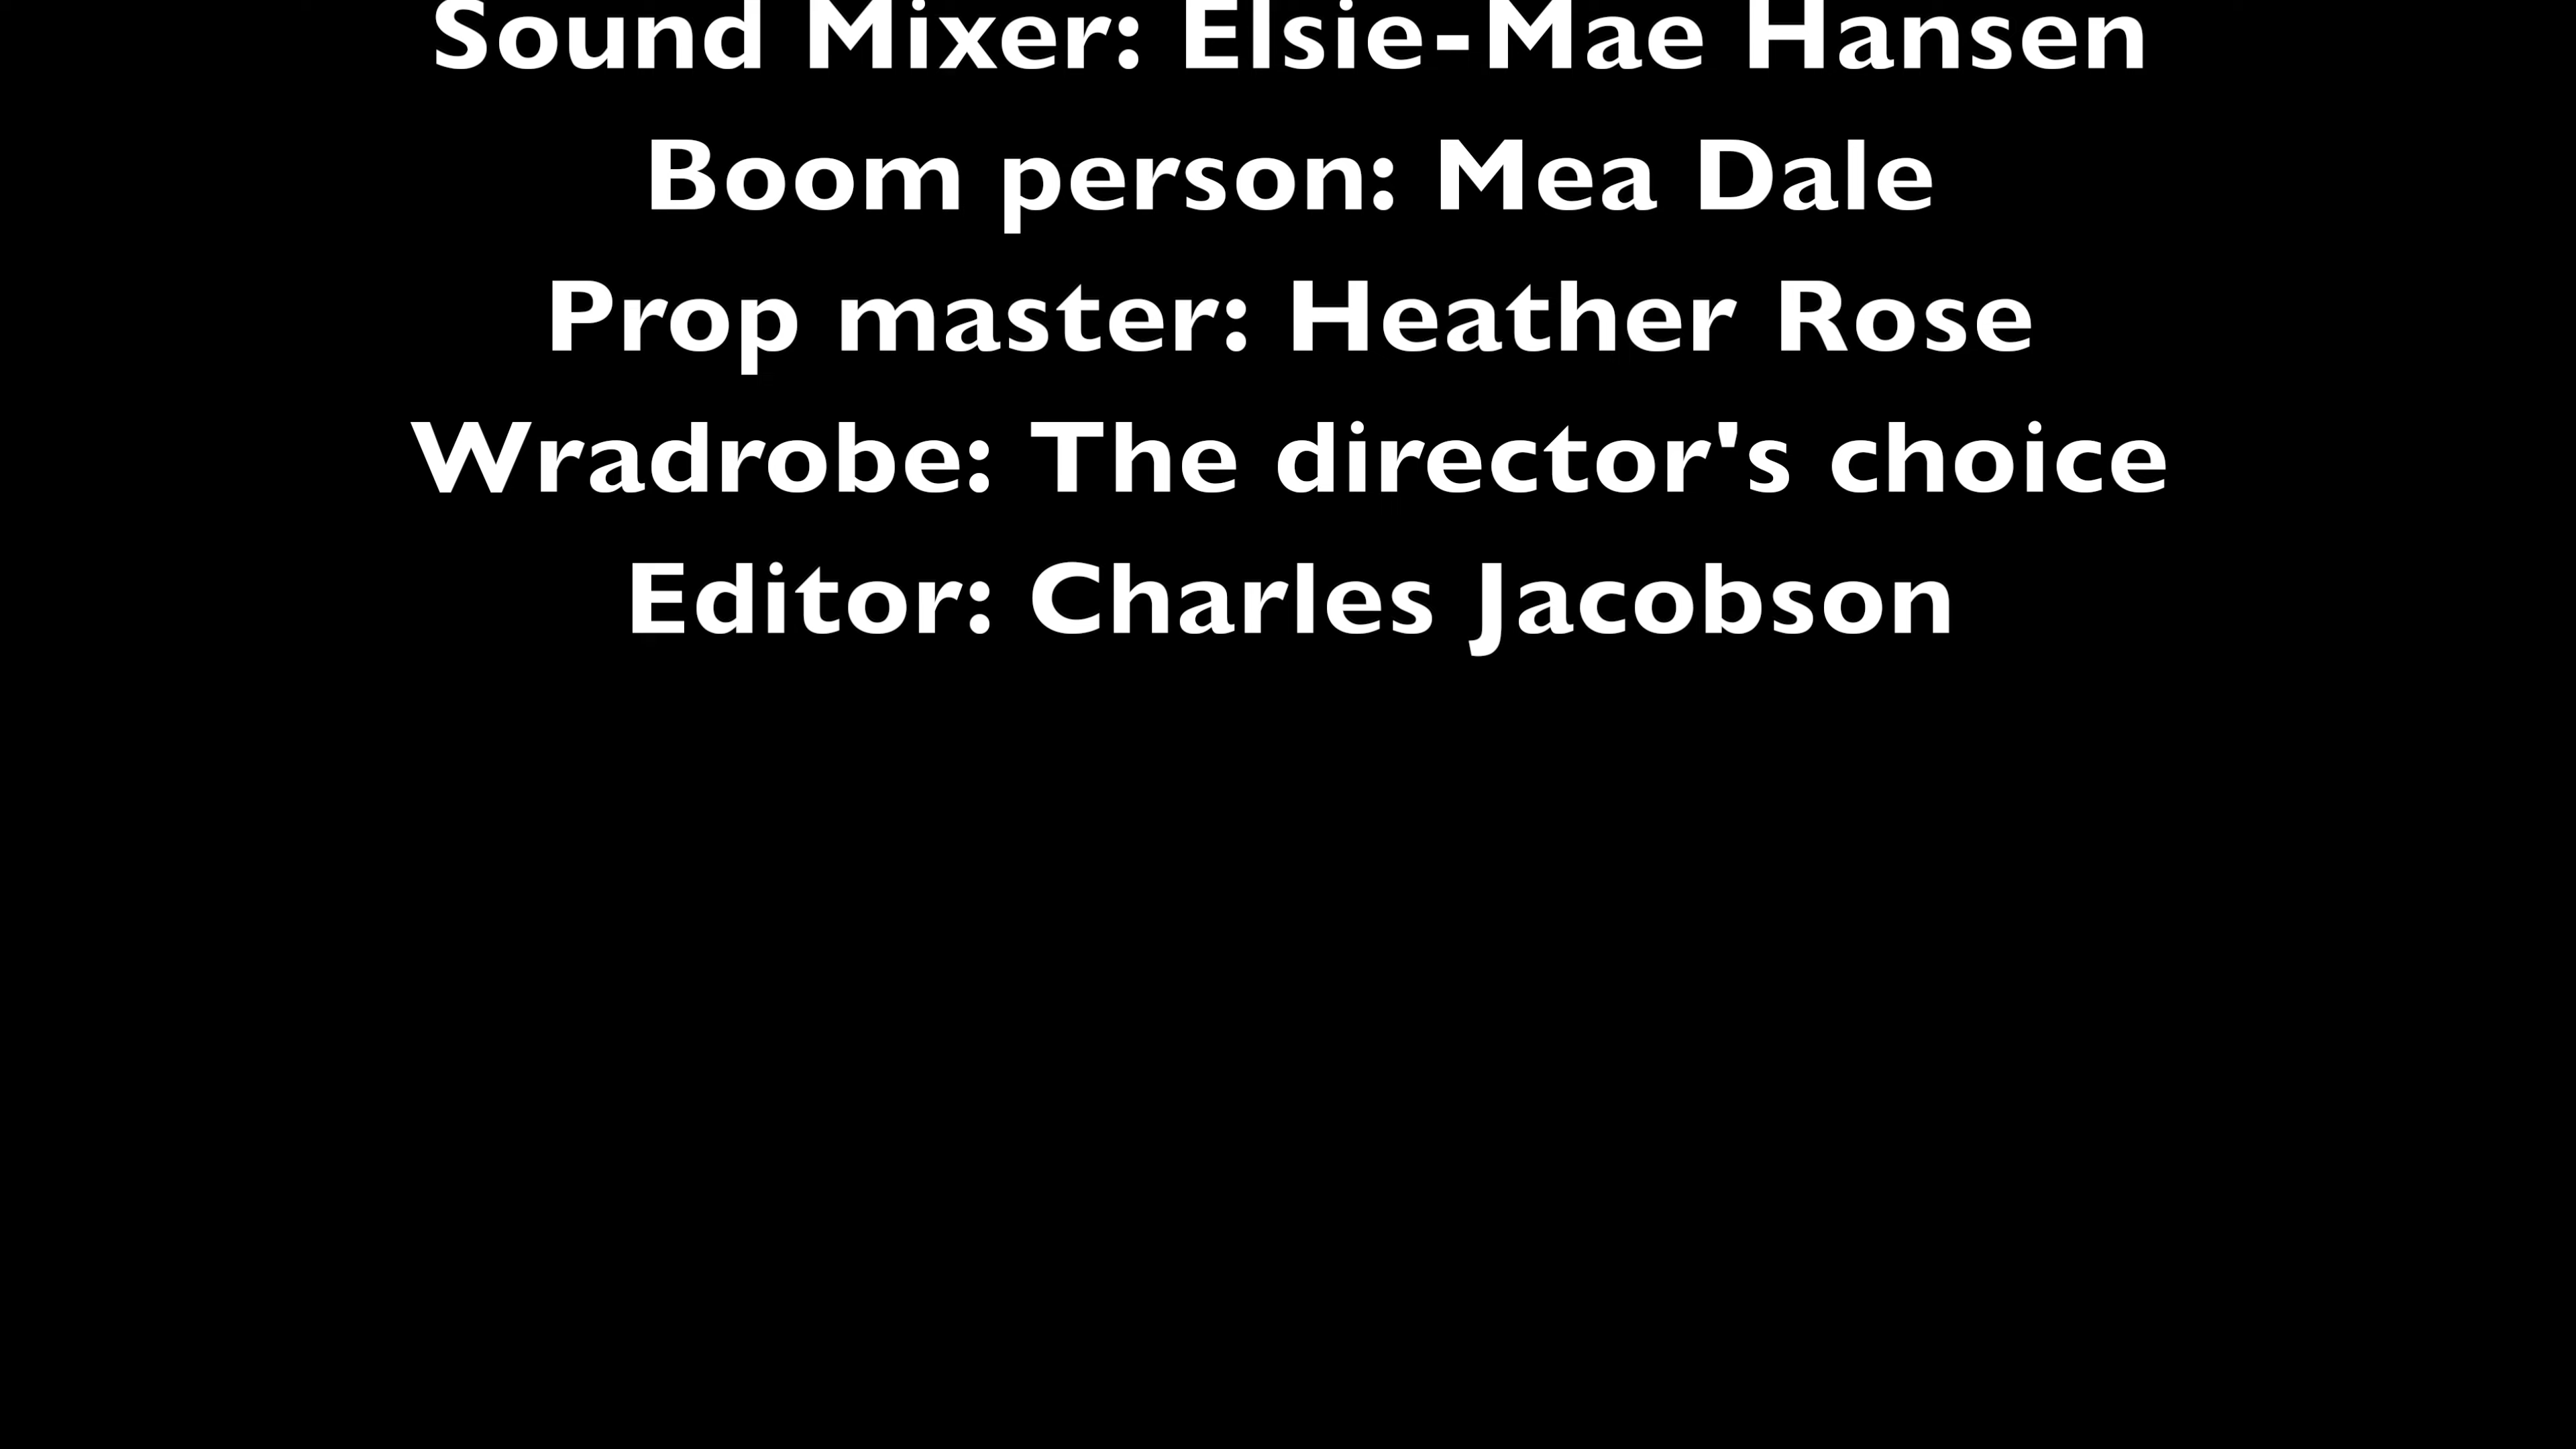 Sound Mixer: Elsie-Mae Hansen
Boom person: Mea Dale
Prop master: Heather Rose
Wradrobe: The director's choice
Editor: Charles Jacobson